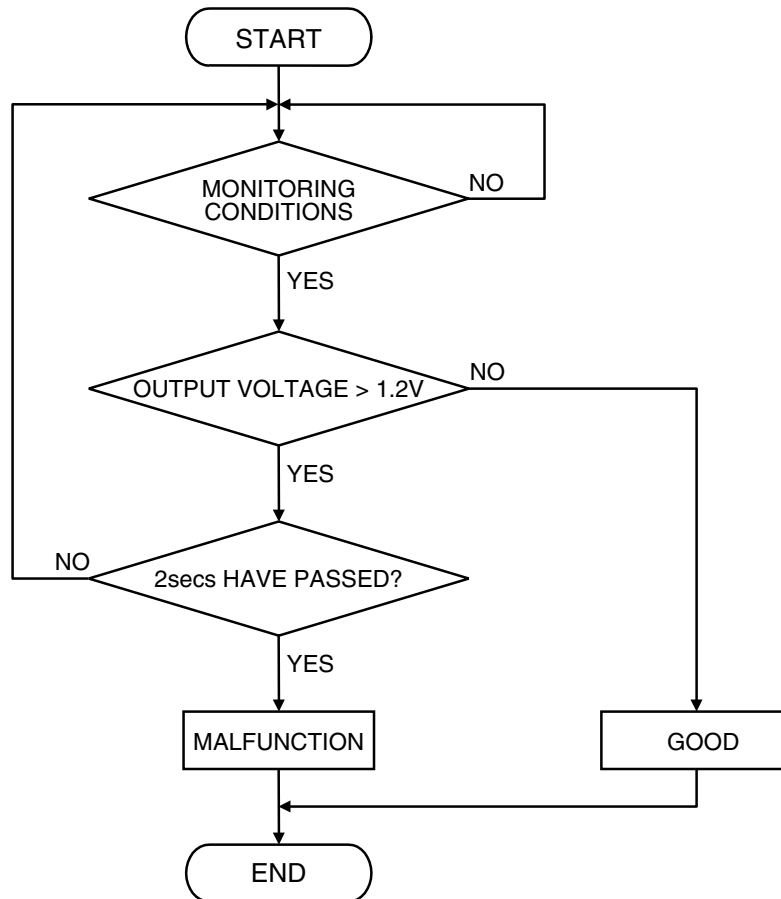 START
MONITORING
CONDITIONS
NO
YES
OUTPUT VOLTAGE > 1.2V
NO
YES
NO
2secs HAVE PASSED?
YES
MALFUNCTION
GOOD
END